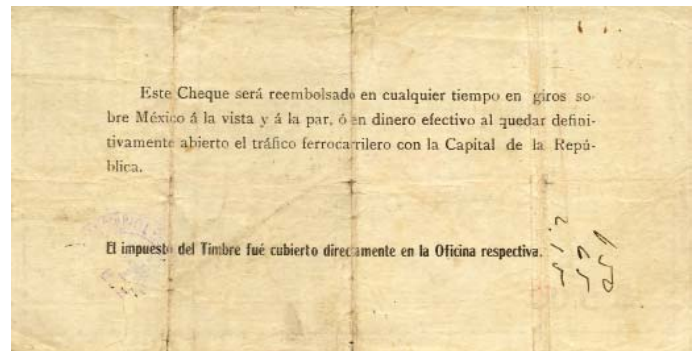 Este Cheque será reembolsado en cualquier tiempo en giros so-
bre México á la vista y á la par, ó en dinero efectivo al quedar defini-
tivamente abierto el tráfico ferrocarrilero con la Capital de la Repú-
blica.
El impuesto del Timbre fué cubierto directamente en la Oficina respectiva.